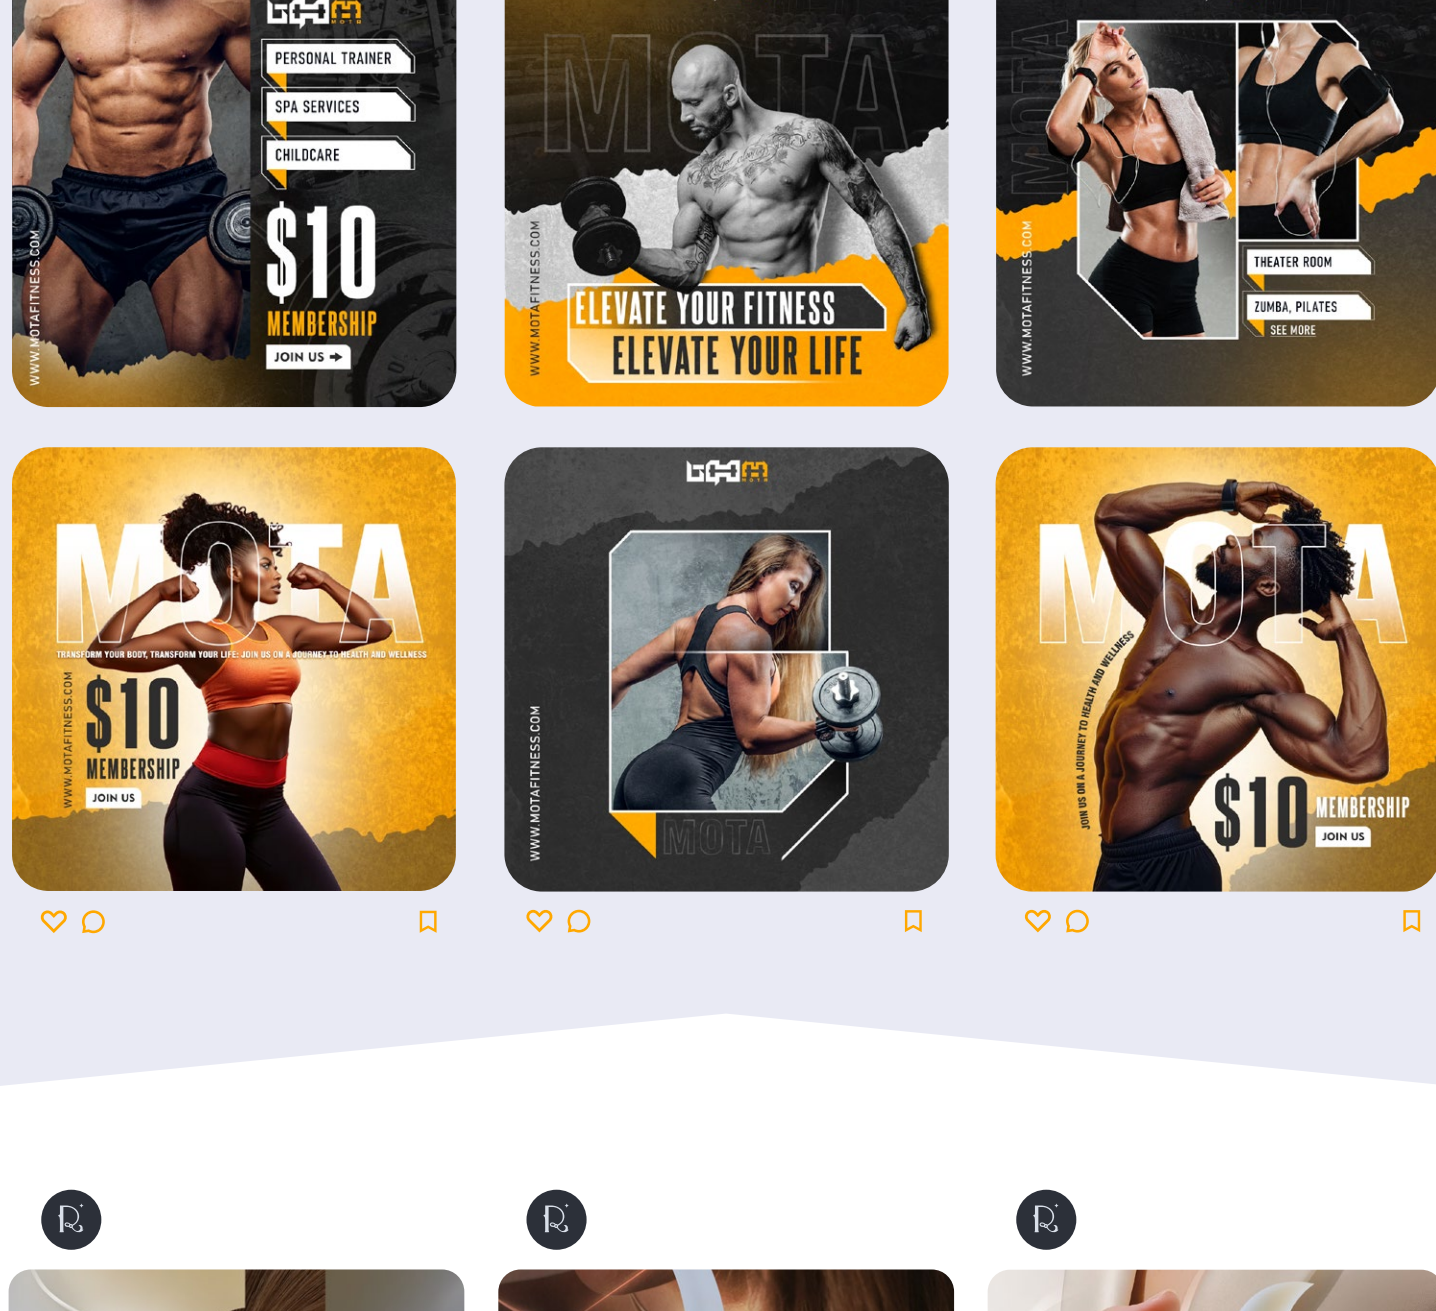 MOTA
PERSONAL TRAINER
SPA SERVICES
CHILDCARE
$10
MEMBERSHIP
JOIN US
WWW.MOTAFITNESS.COM
MOTA
WWW.MOTAFITNESS.COM
ELEVATE YOUR FITNESS
ELEVATE YOUR LIFE
MOTA
WWW.MOTAFITNESS.COM
THEATER ROOM
ZUMBA, PILATES
SEE MORE
MOTA
TRANSFORM YOUR BODY, TRANSFORM YOUR LIFE: JOIN US ON A JOURNEY TO HEALTH AND WELLNESS
WWW.MOTAFITNESS.COM
$10
MEMBERSHIP
JOIN US
MOTA
WWW.MOTAFITNESS.COM
MOTA
MOTA
JOIN US ON A JOURNEY TO HEALTH AND WELLNESS
$10
MEMBERSHIP
JOIN US
R
R
R